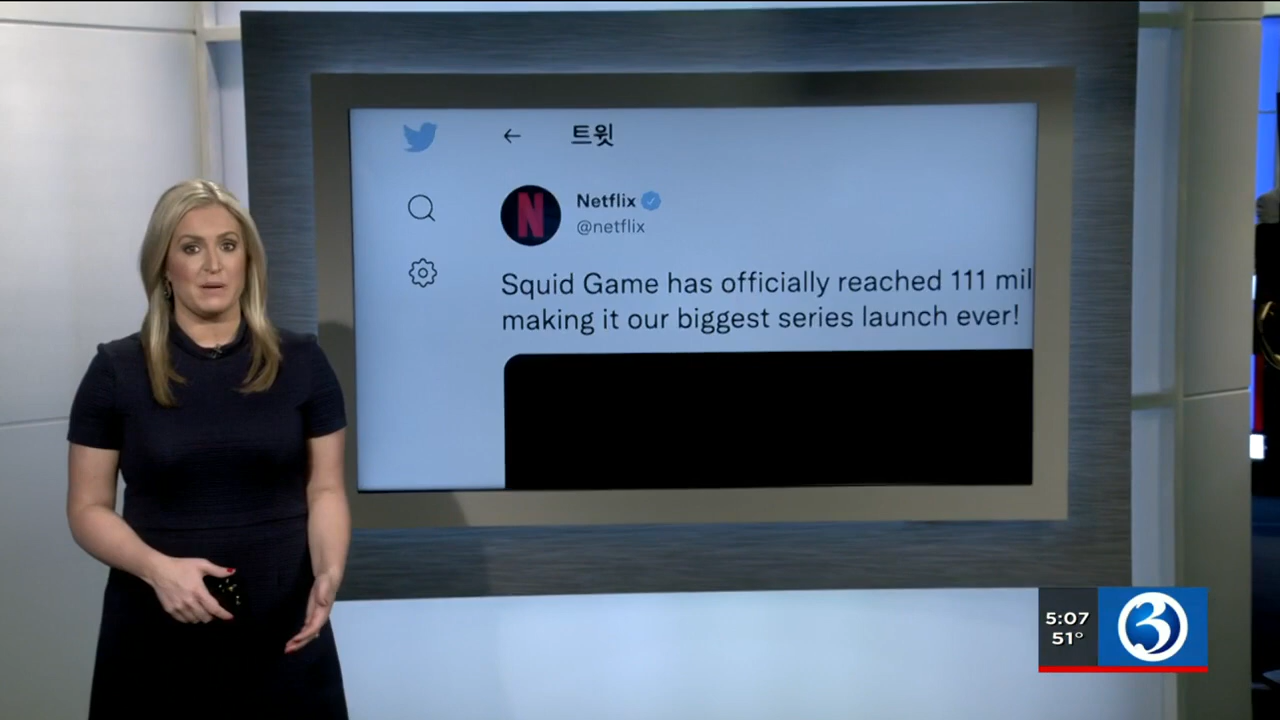 트윗
N
Netflix
@netflix
Squid Game has officially reached 111 mil
making it our biggest series launch ever!
5:07
51°
3